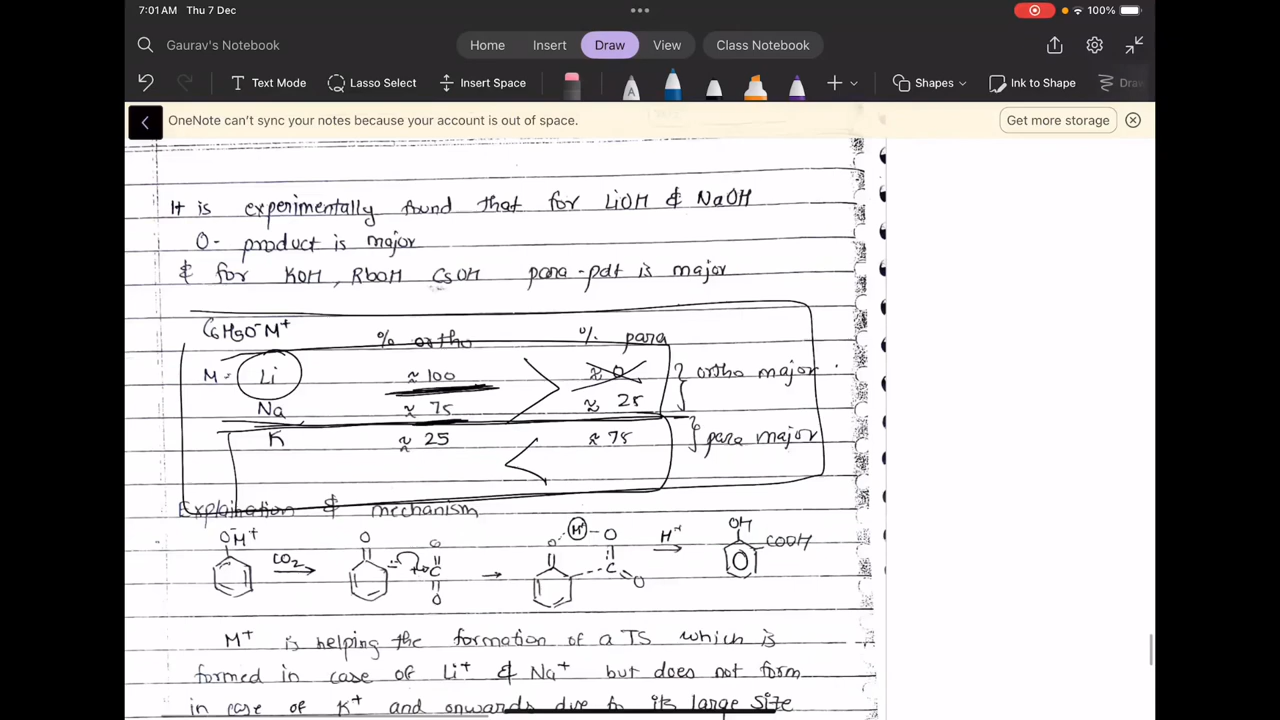 7:01 AM Thu 7 Dec
100%
Gaurav's Notebook
Home Insert Draw View Class Notebook
Text Mode Lasso Select Insert Space Shapes Ink to Shape Draw
OneNote can't sync your notes because your account is out of space. Get more storage
It is experimentally found that for LiOH & NaOH
O- product is major
& for KOH, RbOH CsOH para-pdt is major
C6H5O⁻M⁺ % ortho % para
M = Li ≈ 100 ≈ 0 } ortho major
Na ≈ 75 ≈ 25
K ≈ 25 ≈ 75 } para major
Explaination & mechanism
O⁻M⁺ CO2 → O O C O → O M⁺ - O C O H⁺ → OH COOH
M⁺ is helping the formation of a TS which is
formed in case of Li⁺ & Na⁺ but does not form
in case of K⁺ and onwards due to its large size